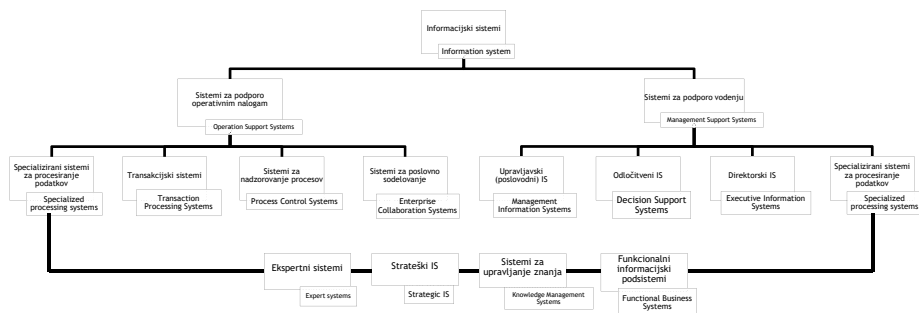 Informacijski sistemi
Information system
Sistemi za podporo
operativnim nalogam
Operation Support Systems
Sistemi za podporo vodenju
Management Support Systems
Specializirani sistemi
za procesiranje
podatkov
Specialized
processing systems
Transakcijski sistemi
Transaction
Processing Systems
Sistemi za
nadzorovanje procesov
Process Control Systems
Sistemi za poslovno
sodelovanje
Enterprise
Collaboration Systems
Upravljavski
(poslovodni) IS
Management
Information Systems
Odločitveni IS
Decision Support
Systems
Direktorski IS
Executive Information
Systems
Specializirani sistemi
za procesiranje
podatkov
Specialized
processing systems
Ekspertni sistemi
Expert systems
Strateški IS
Strategic IS
Sistemi za
upravljanje znanja
Knowledge Management
Systems
Funkcionalni
informacijski
podsistemi
Functional Business
Systems